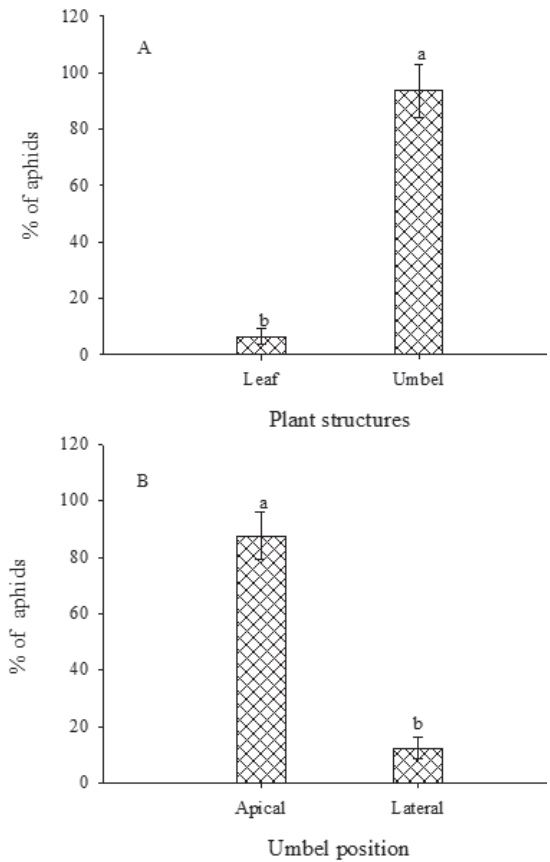 120
A
a
100
80
% of aphids
60
40
20
b
0
Leaf Umbel
Plant structures
120
B
a
100
80
% of aphids
60
40
20
b
0
Apical Lateral
Umbel position